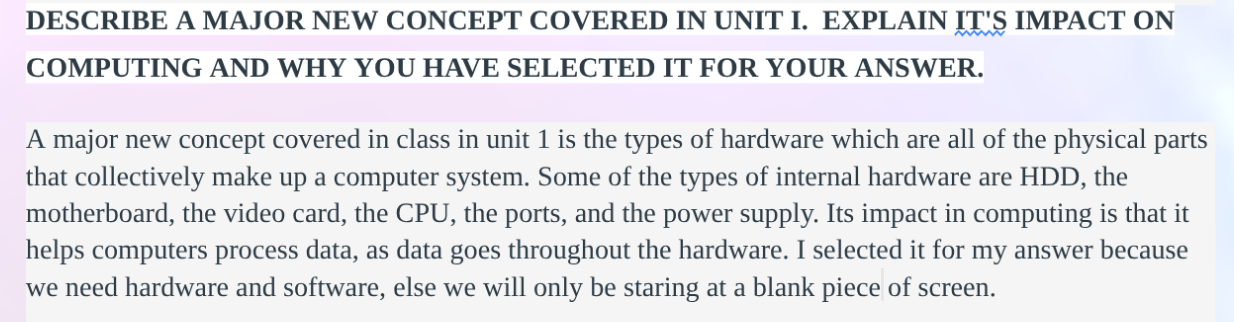 DESCRIBE A MAJOR NEW CONCEPT COVERED IN UNIT I.  EXPLAIN IT'S IMPACT ON
COMPUTING AND WHY YOU HAVE SELECTED IT FOR YOUR ANSWER.
A major new concept covered in class in unit 1 is the types of hardware which are all of the physical parts
that collectively make up a computer system. Some of the types of internal hardware are HDD, the
motherboard, the video card, the CPU, the ports, and the power supply. Its impact in computing is that it
helps computers process data, as data goes throughout the hardware. I selected it for my answer because
we need hardware and software, else we will only be staring at a blank piece of screen.